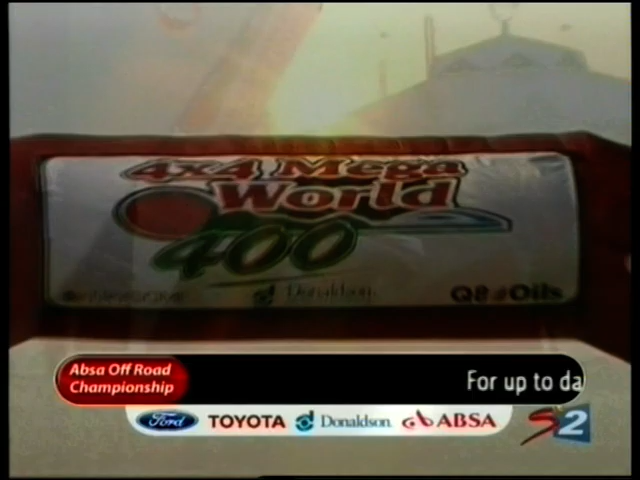 4x4 Mega
World
400
Donaldson
Q8 Oils
Absa Off Road
Championship
For up to da
Ford
TOYOTA
Donaldson
ABSA
S 2